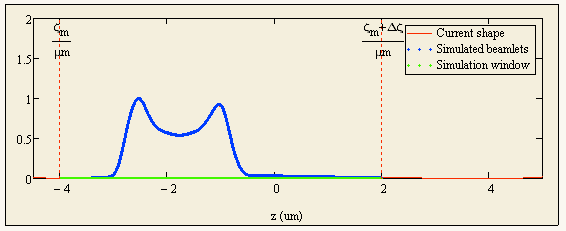 2
ζm
μm
ζm+Δζ
μm
Current shape
Simulated beamlets
Simulation window
1.5
1
0.5
0
− 4
− 2
0
2
4
z (um)